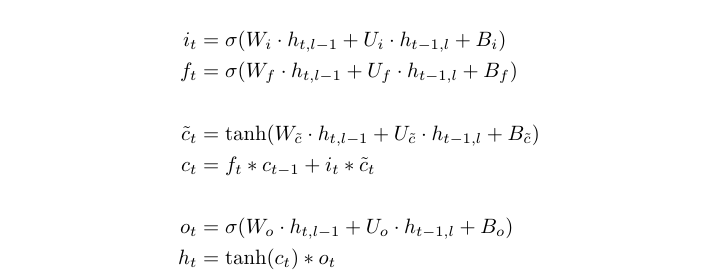 i_t = σ(W_i · h_{t,l−1} + U_i · h_{t−1,l} + B_i)
f_t = σ(W_f · h_{t,l−1} + U_f · h_{t−1,l} + B_f)
c̃_t = tanh(W_c̃ · h_{t,l−1} + U_c̃ · h_{t−1,l} + B_c̃)
c_t = f_t ∗ c_{t−1} + i_t ∗ c̃_t
o_t = σ(W_o · h_{t,l−1} + U_o · h_{t−1,l} + B_o)
h_t = tanh(c_t) ∗ o_t